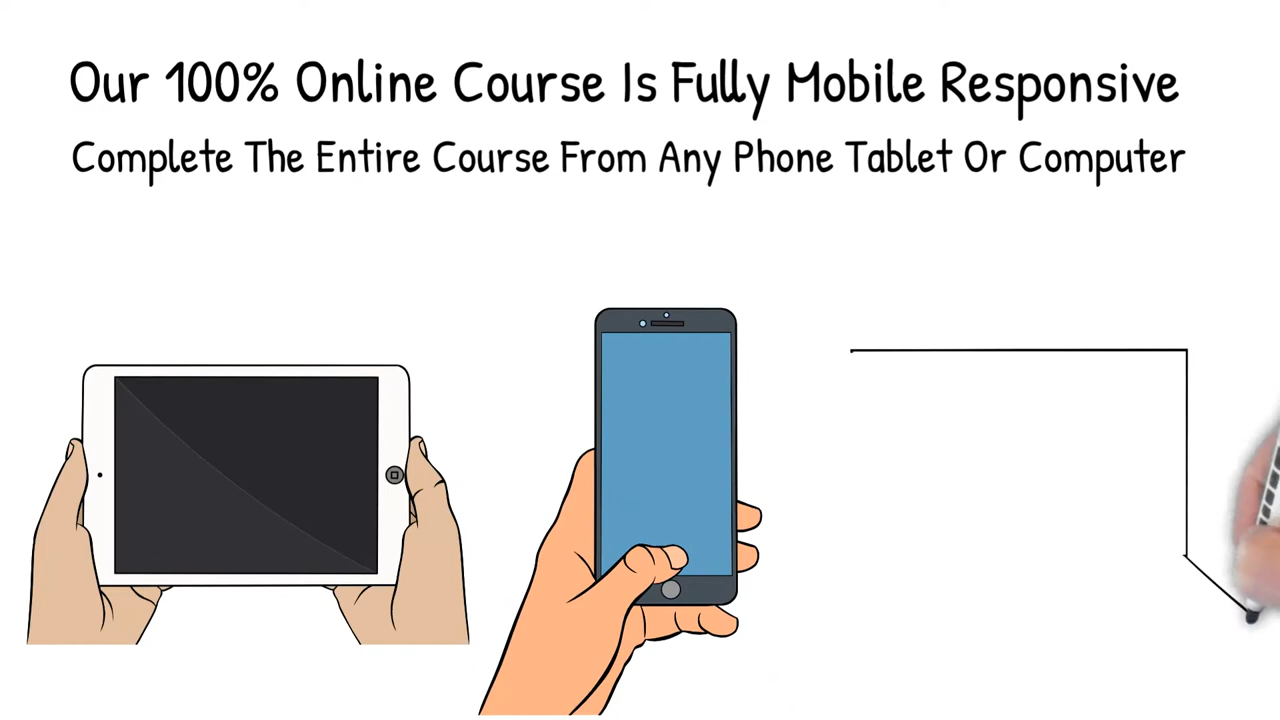 Our 100% Online Course Is Fully Mobile Responsive
Complete The Entire Course From Any Phone Tablet Or Computer